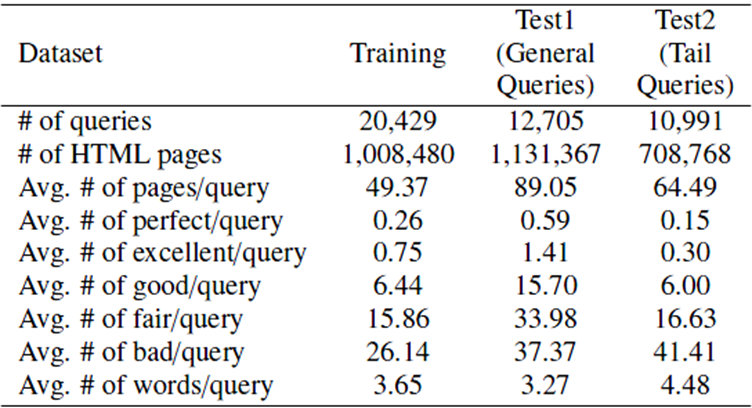 Test1 Test2
Dataset Training (General (Tail
Queries) Queries)
# of queries 20,429 12,705 10,991
# of HTML pages 1,008,480 1,131,367 708,768
Avg. # of pages/query 49.37 89.05 64.49
Avg. # of perfect/query 0.26 0.59 0.15
Avg. # of excellent/query 0.75 1.41 0.30
Avg. # of good/query 6.44 15.70 6.00
Avg. # of fair/query 15.86 33.98 16.63
Avg. # of bad/query 26.14 37.37 41.41
Avg. # of words/query 3.65 3.27 4.48